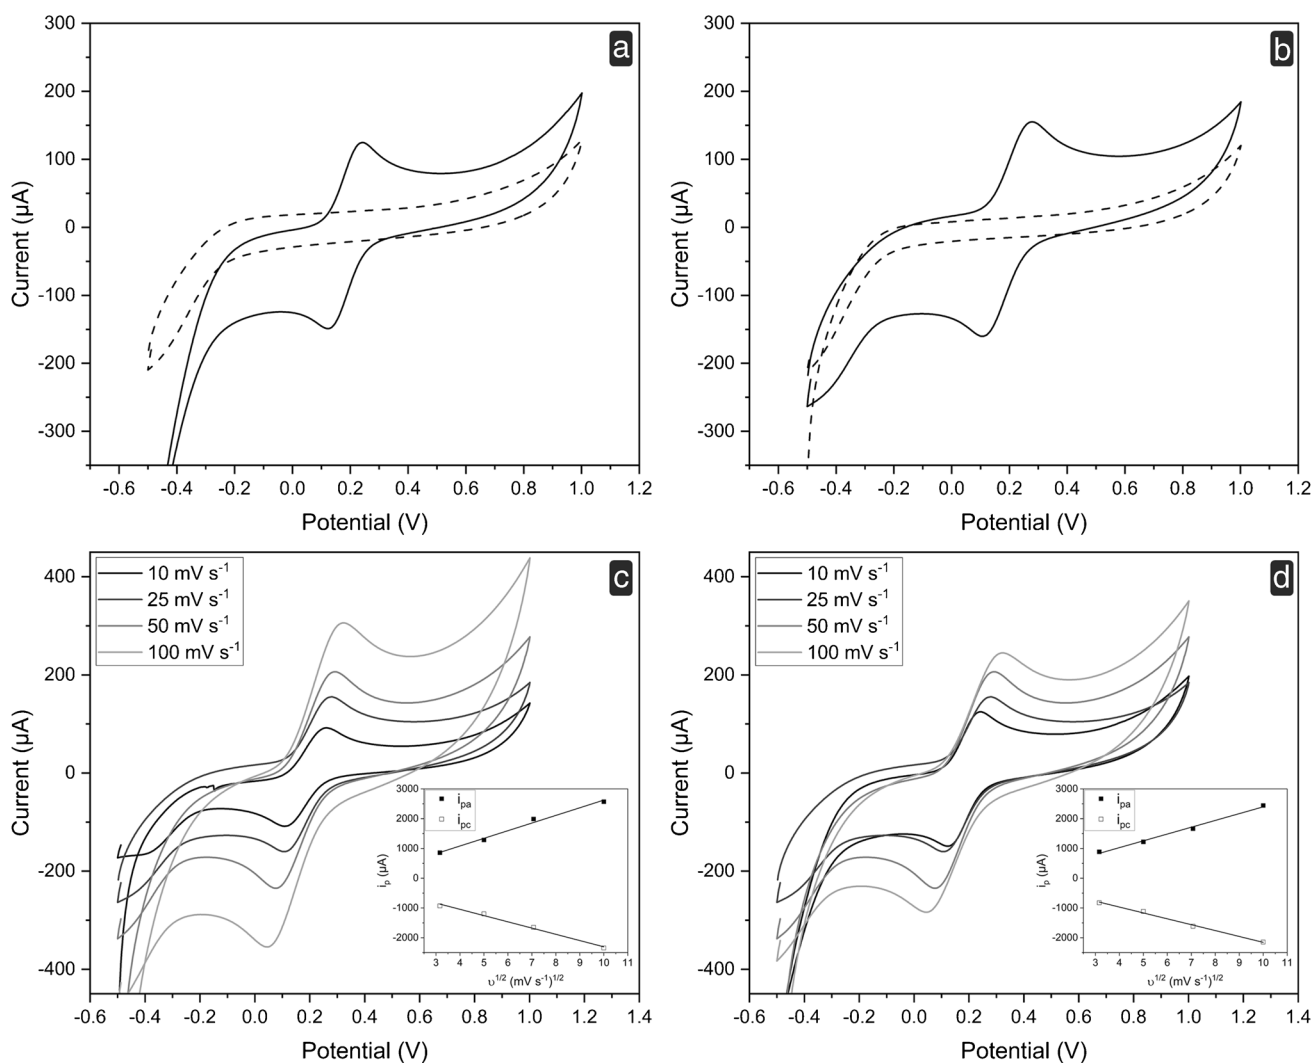 a
300
200
100
0
-100
-200
-300
Current (µA)
-0.6 -0.4 -0.2 0.0 0.2 0.4 0.6 0.8 1.0 1.2
Potential (V)
b
300
200
100
0
-100
-200
-300
Current (µA)
-0.6 -0.4 -0.2 0.0 0.2 0.4 0.6 0.8 1.0 1.2
Potential (V)
c
10 mV s⁻¹
25 mV s⁻¹
50 mV s⁻¹
100 mV s⁻¹
400
200
0
-200
-400
Current (µA)
-0.6 -0.4 -0.2 0.0 0.2 0.4 0.6 0.8 1.0 1.2 1.4
Potential (V)
3000
2000
1000
0
-1000
-2000
iₚ (µA)
i_pa
i_pc
3 4 5 6 7 8 9 10 11
υ^1/2 (mV s⁻¹)^1/2
d
10 mV s⁻¹
25 mV s⁻¹
50 mV s⁻¹
100 mV s⁻¹
400
200
0
-200
-400
Current (µA)
-0.6 -0.4 -0.2 0.0 0.2 0.4 0.6 0.8 1.0 1.2 1.4
Potential (V)
3000
2000
1000
0
-1000
-2000
iₚ (µA)
i_pa
i_pc
3 4 5 6 7 8 9 10 11
υ^1/2 (mV s⁻¹)^1/2